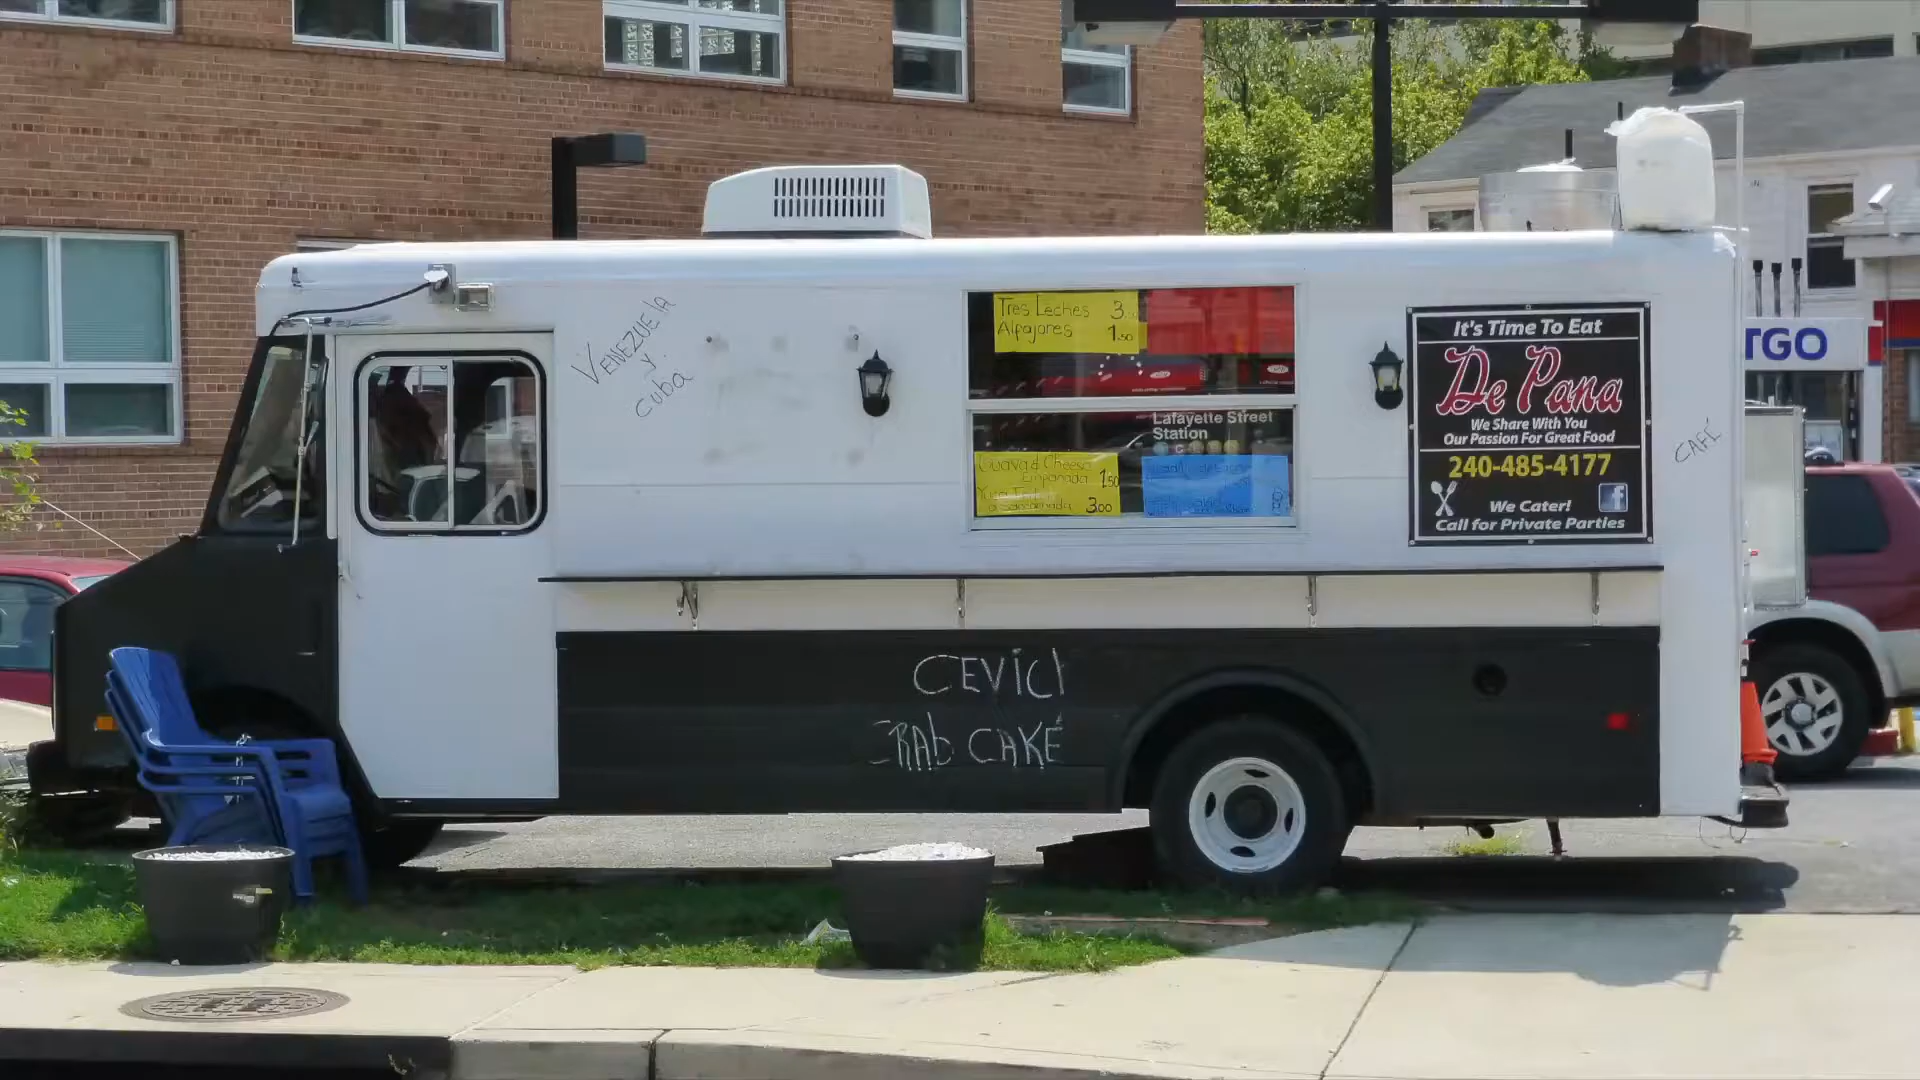 VENEZUELA
y
Cuba
Tres Leches 3.
Alfajores 1.50
Lafayette Street
Station
Guava & Cheese
Empanada 1.50
3.00
It's Time To Eat
De Pana
We Share With You
Our Passion For Great Food
240-485-4177
We Cater!
Call for Private Parties
f
CAFÉ
TGO
CEVICH
CRAb CAKE